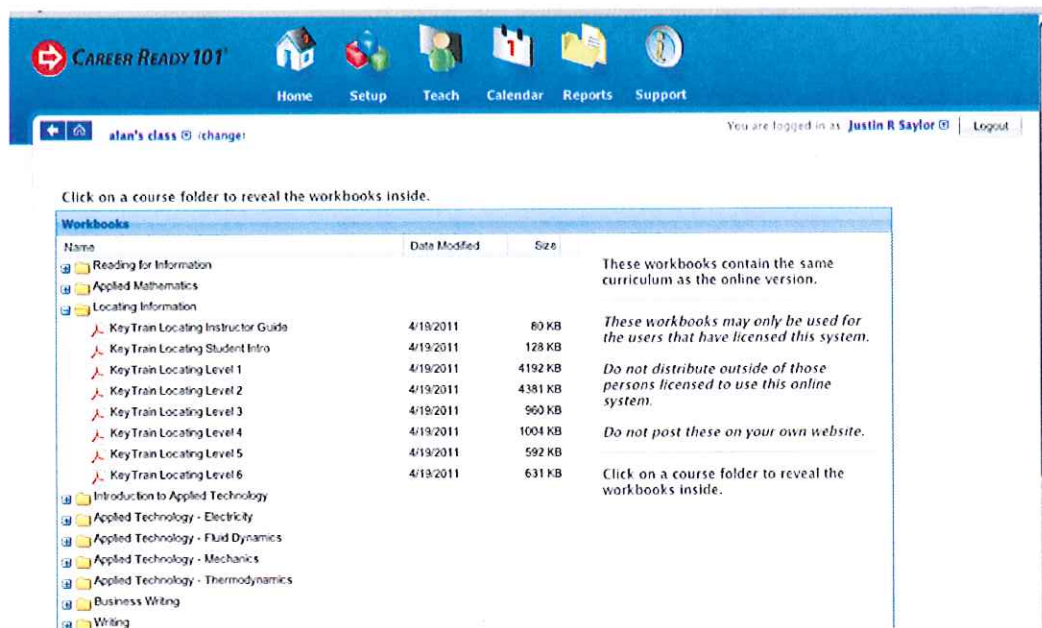 CAREER READY 101®
Home Setup Teach Calendar Reports Support
alan's class (change)
You are logged in as Justin R Saylor Logout
Click on a course folder to reveal the workbooks inside.
Workbooks
Name Date Modified Size
Reading for Information
Applied Mathematics
Locating Information
KeyTrain Locating Instructor Guide 4/19/2011 80 KB
KeyTrain Locating Student Intro 4/19/2011 128 KB
KeyTrain Locating Level 1 4/19/2011 4192 KB
KeyTrain Locating Level 2 4/19/2011 4381 KB
KeyTrain Locating Level 3 4/19/2011 960 KB
KeyTrain Locating Level 4 4/19/2011 1004 KB
KeyTrain Locating Level 5 4/19/2011 592 KB
KeyTrain Locating Level 6 4/19/2011 631 KB
Introduction to Applied Technology
Applied Technology - Electricity
Applied Technology - Fluid Dynamics
Applied Technology - Mechanics
Applied Technology - Thermodynamics
Business Writing
Writing
These workbooks contain the same
curriculum as the online version.
These workbooks may only be used for
the users that have licensed this system.
Do not distribute outside of those
persons licensed to use this online
system.
Do not post these on your own website.
Click on a course folder to reveal the
workbooks inside.